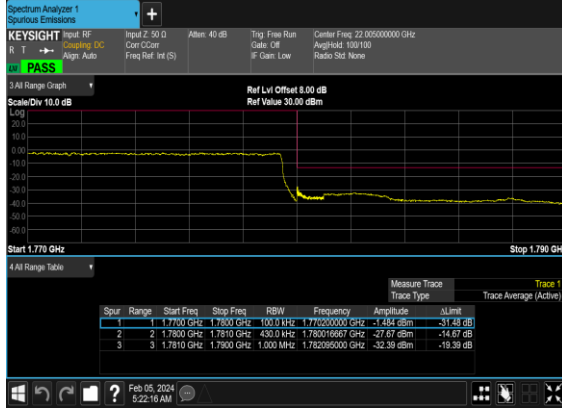 Spectrum Analyzer 1
Spurious Emissions
+
KEYSIGHT Input: RF Input Z: 50 Ω Atten: 40 dB Trig: Free Run Center Freq: 22.005000000 GHz
R T Coupling: DC Corr CCorr Gate: Off Avg|Hold: 100/100
Align: Auto Freq Ref: Int (S) IF Gain: Low Radio Std: None
PASS
3 All Range Graph
Ref Lvl Offset 8.00 dB
Scale/Div 10.0 dB Ref Value 30.00 dBm
Log
20.0
10.0
0.00
-10.0
-20.0
-30.0
-40.0
-50.0
-60.0
Start 1.770 GHz Stop 1.790 GH
4 All Range Table
Measure Trace Trace 1
Trace Type Trace Average (Active)
Spur Range Start Freq Stop Freq RBW Frequency Amplitude ΔLimit
1 1 1.7700 GHz 1.7800 GHz 100.0 kHz 1.770200000 GHz -1.484 dBm -31.48 dB
2 2 1.7800 GHz 1.7810 GHz 430.0 kHz 1.780016667 GHz -27.67 dBm -14.67 dB
3 3 1.7810 GHz 1.7900 GHz 1.000 MHz 1.782095000 GHz -32.39 dBm -19.39 dB
? Feb 05, 2024
5:22:16 AM